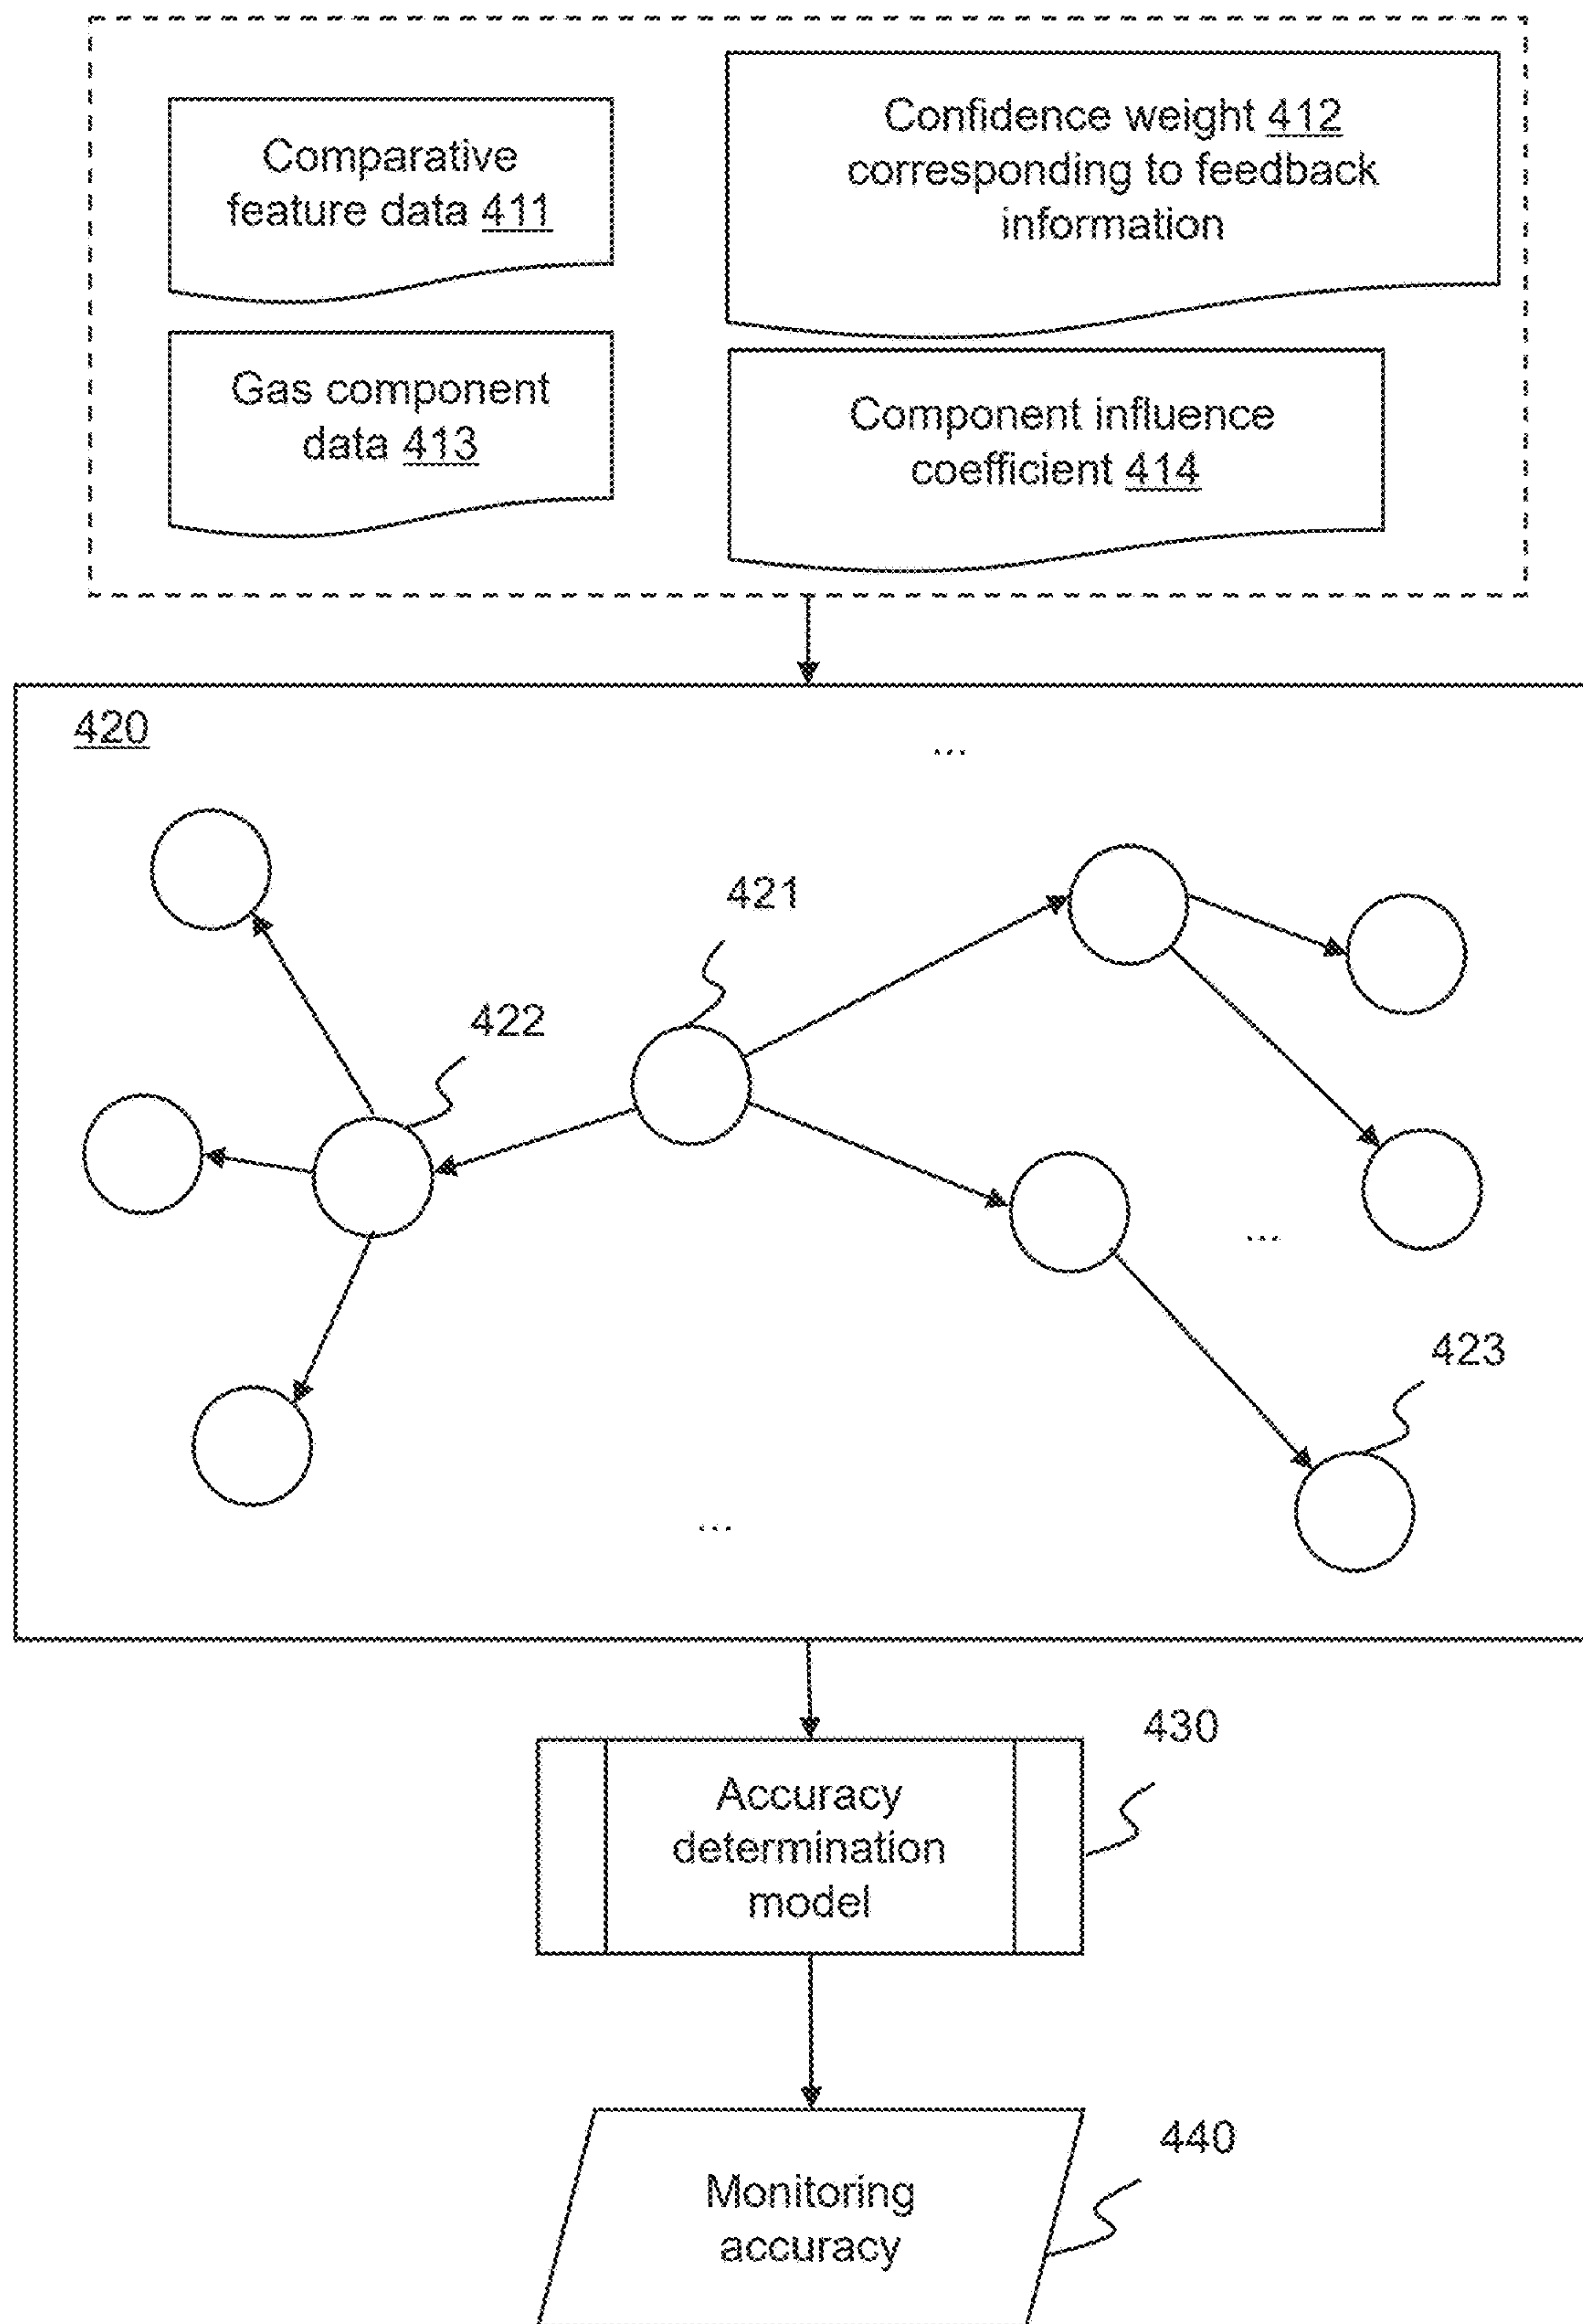 Comparative
feature data 411
Confidence weight 412
corresponding to feedback
information
Gas component
data 413
Component influence
coefficient 414
420
...
421
422
...
423
...
430
Accuracy
determination
model
440
Monitoring
accuracy